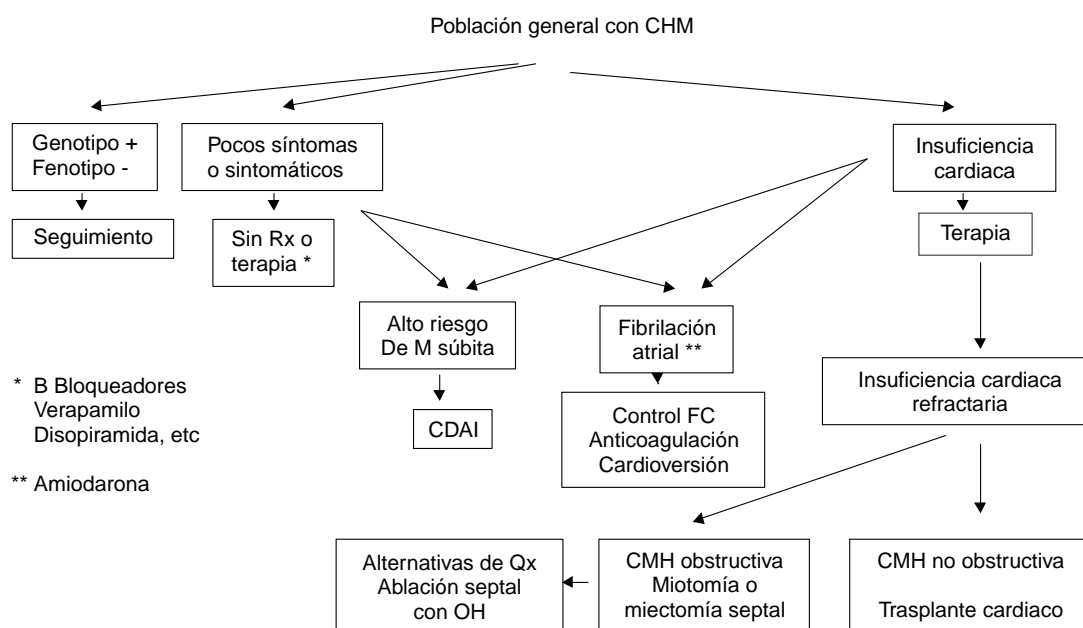 Población general con CHM
Genotipo +
Fenotipo -
Pocos síntomas
o sintomáticos
Insuficiencia
cardiaca
Seguimiento
Sin Rx o
terapia *
Terapia
Alto riesgo
De M súbita
Fibrilación
atrial **
Insuficiencia cardiaca
refractaria
* B Bloqueadores
Verapamilo
Disopiramida, etc
** Amiodarona
CDAI
Control FC
Anticoagulación
Cardioversión
Alternativas de Qx
Ablación septal
con OH
CMH obstructiva
Miotomía o
miectomía septal
CMH no obstructiva
Trasplante cardiaco